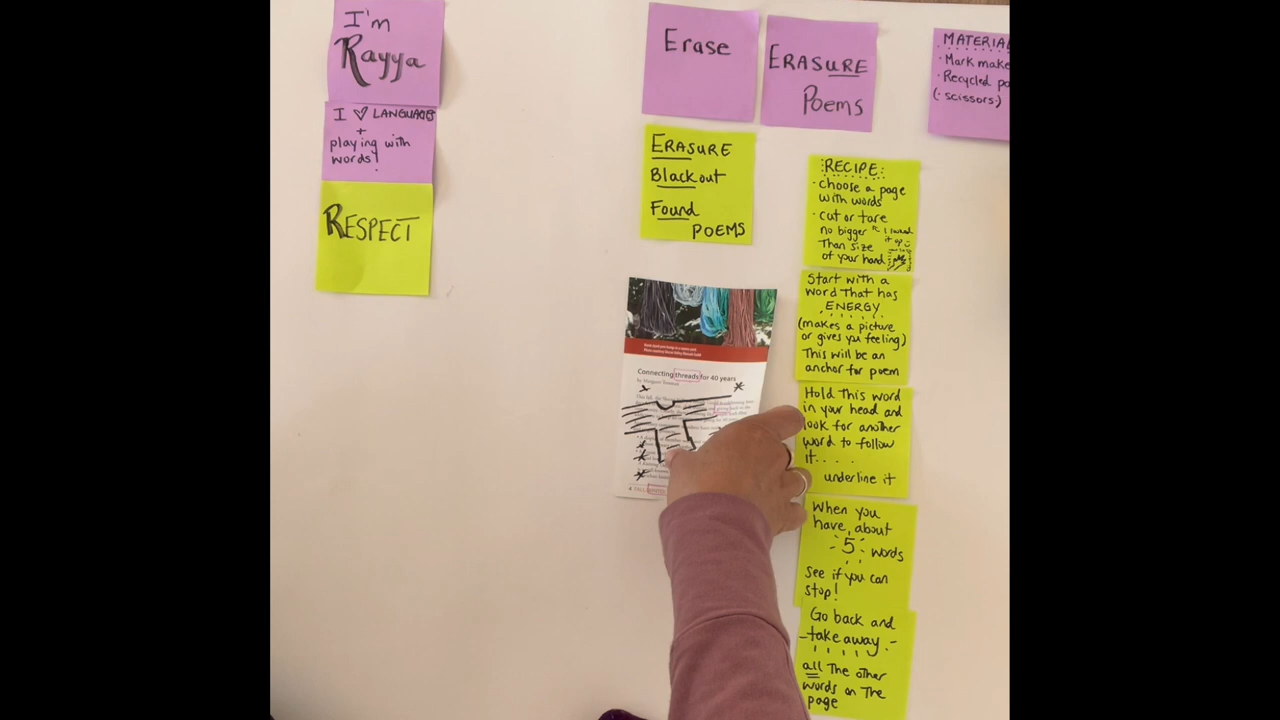 I'm
Rayya
I ♡ LANGUAGE
+
playing with
words!
RESPECT
Erase
ERASURE
Poems
ERASURE
Blackout
Found
POEMS
MATERIA
· Mark make
· Recycled pa
(· scissors·)
RECIPE:
· choose a page
with words
· cut or tare
no bigger
Than size
of your hand
Start with a
word That has
ENERGY
(makes a picture
or gives you feeling)
This will be an
anchor for poem
Hold This word
in your head and
look for another
word to follow
it....
underline it
When you
have, about
5 words
See if you can
stop!
Go back and
-take away.-
all The other
words on The
page
Connecting threads for 40 years